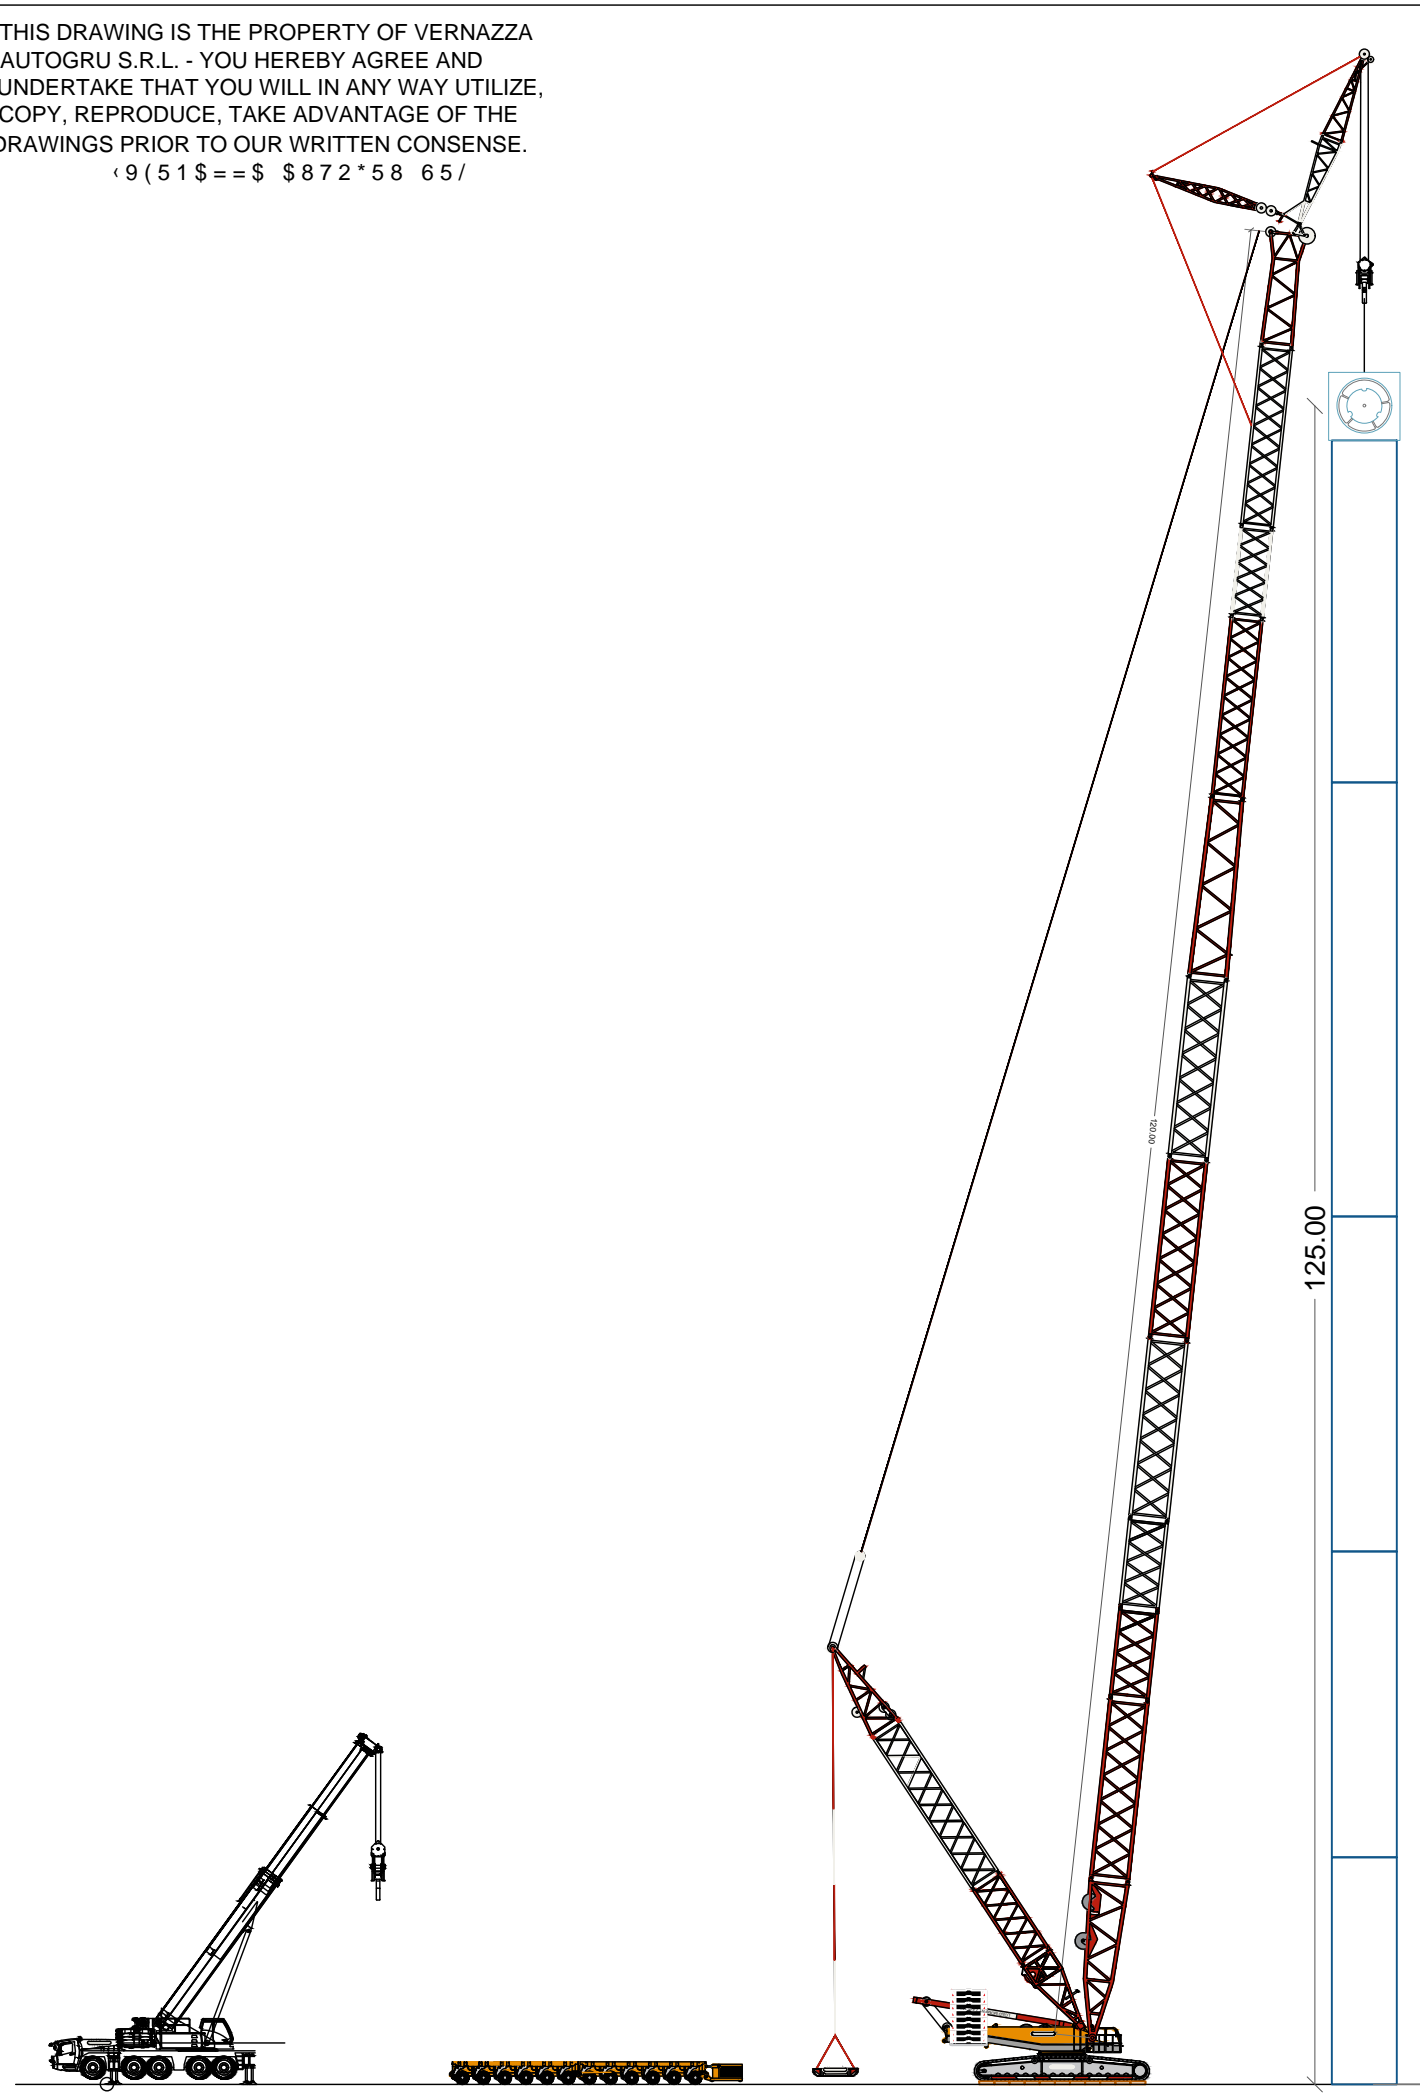 THIS DRAWING IS THE PROPERTY OF VERNAZZA
AUTOGRU S.R.L. - YOU HEREBY AGREE AND
UNDERTAKE THAT YOU WILL IN ANY WAY UTILIZE,
COPY, REPRODUCE, TAKE ADVANTAGE OF THE
DRAWINGS PRIOR TO OUR WRITTEN CONSENSE.
‹9(51$==$ $872*58 65/
120.00
125.00